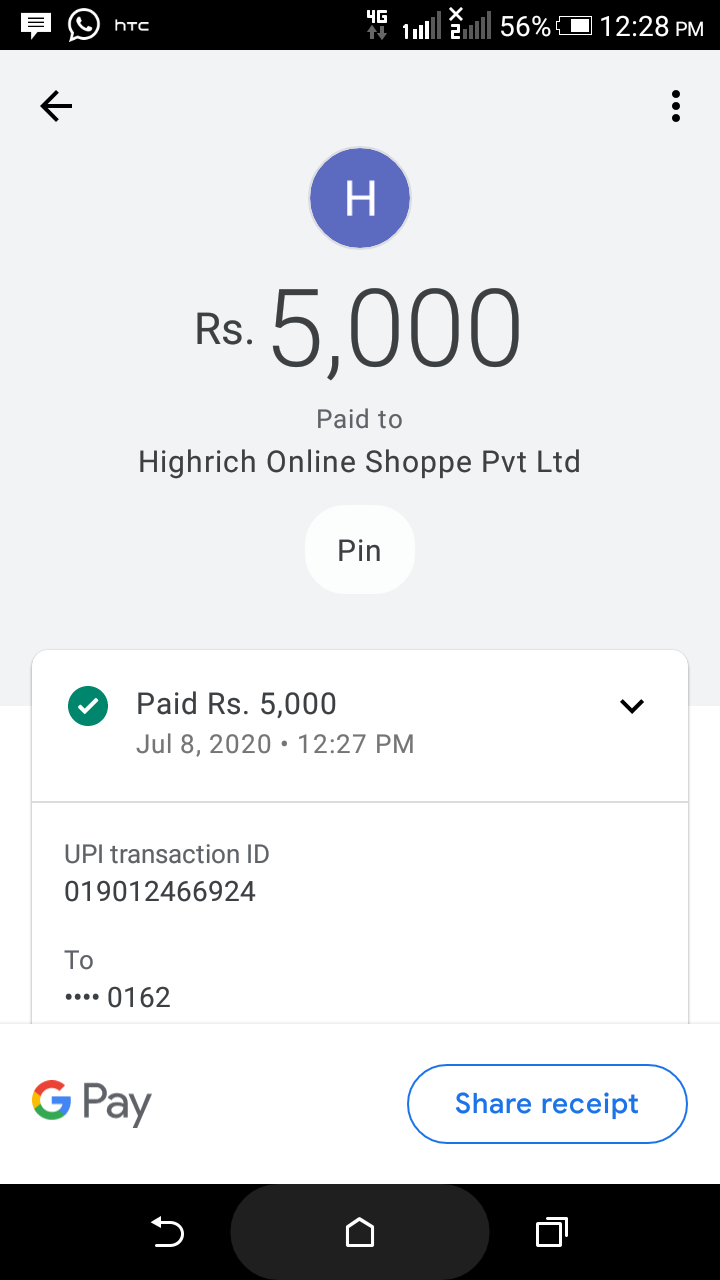 hTC 4G 1 2 56% 12:28 PM
H
Rs. 5,000
Paid to
Highrich Online Shoppe Pvt Ltd
Pin
Paid Rs. 5,000
Jul 8, 2020 • 12:27 PM
UPI transaction ID
019012466924
To
•••• 0162
G Pay Share receipt